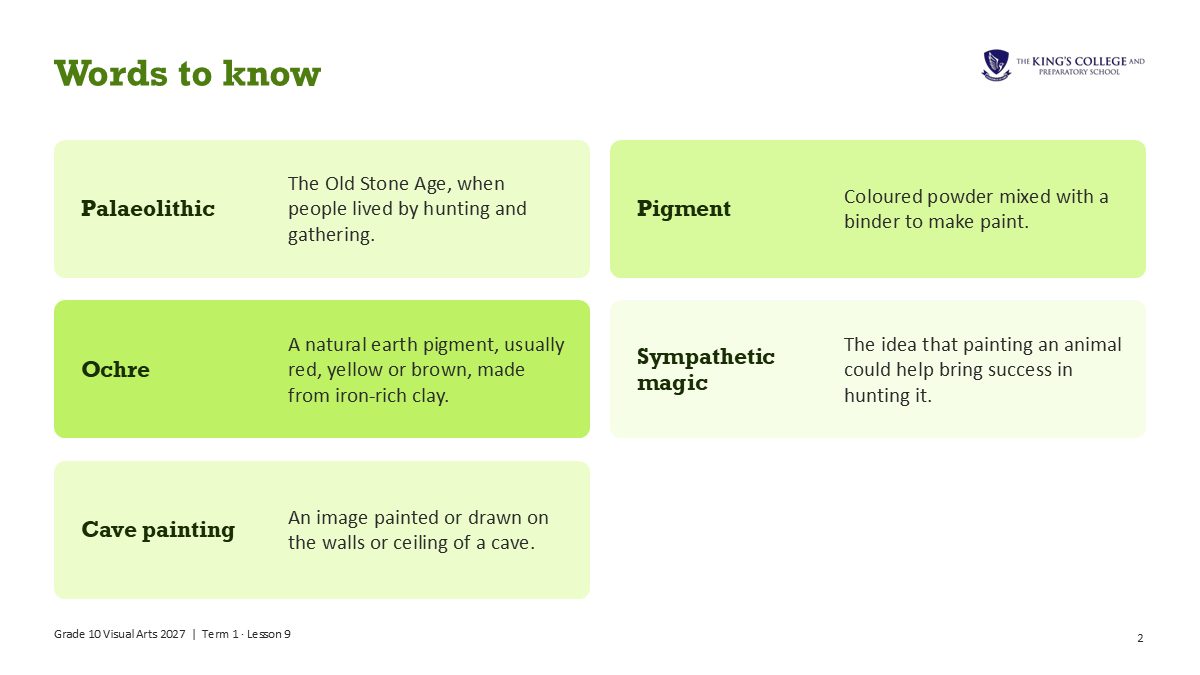 Words to know
THE KING'S COLLEGE AND
PREPARATORY SCHOOL
Palaeolithic
The Old Stone Age, when
people lived by hunting and
gathering.
Pigment
Coloured powder mixed with a
binder to make paint.
Ochre
A natural earth pigment, usually
red, yellow or brown, made
from iron-rich clay.
Sympathetic
magic
The idea that painting an animal
could help bring success in
hunting it.
Cave painting
An image painted or drawn on
the walls or ceiling of a cave.
Grade 10 Visual Arts 2027 | Term 1 · Lesson 9
2